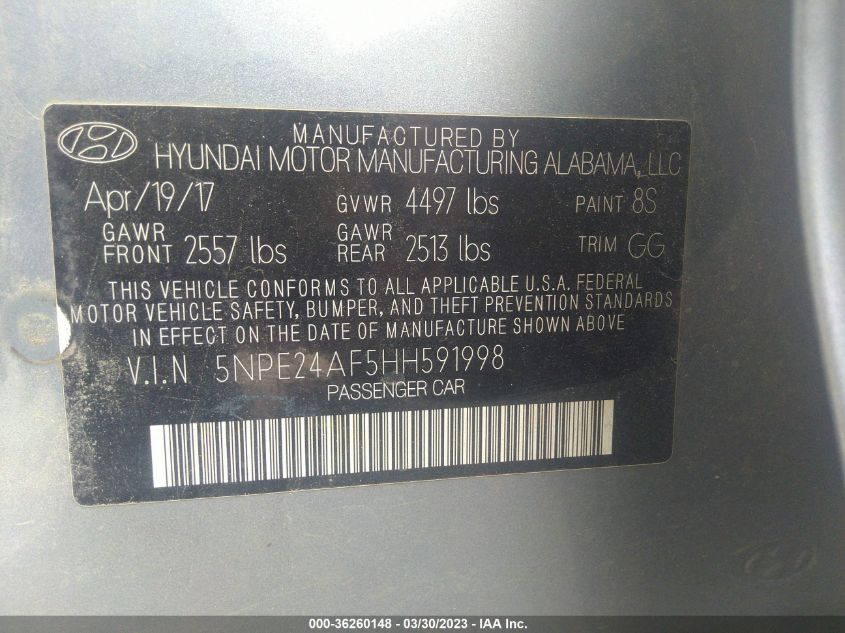 MANUFACTURED BY
HYUNDAI MOTOR MANUFACTURING ALABAMA, LLC
Apr/19/17 GVWR 4497 lbs PAINT 8S
GAWR FRONT 2557 lbs GAWR REAR 2513 lbs TRIM GG
THIS VEHICLE CONFORMS TO ALL APPLICABLE U.S.A. FEDERAL
MOTOR VEHICLE SAFETY, BUMPER, AND THEFT PREVENTION STANDARDS
IN EFFECT ON THE DATE OF MANUFACTURE SHOWN ABOVE
V.I.N 5NPE24AF5HH591998
PASSENGER CAR
000-36260148 - 03/30/2023 - IAA Inc.